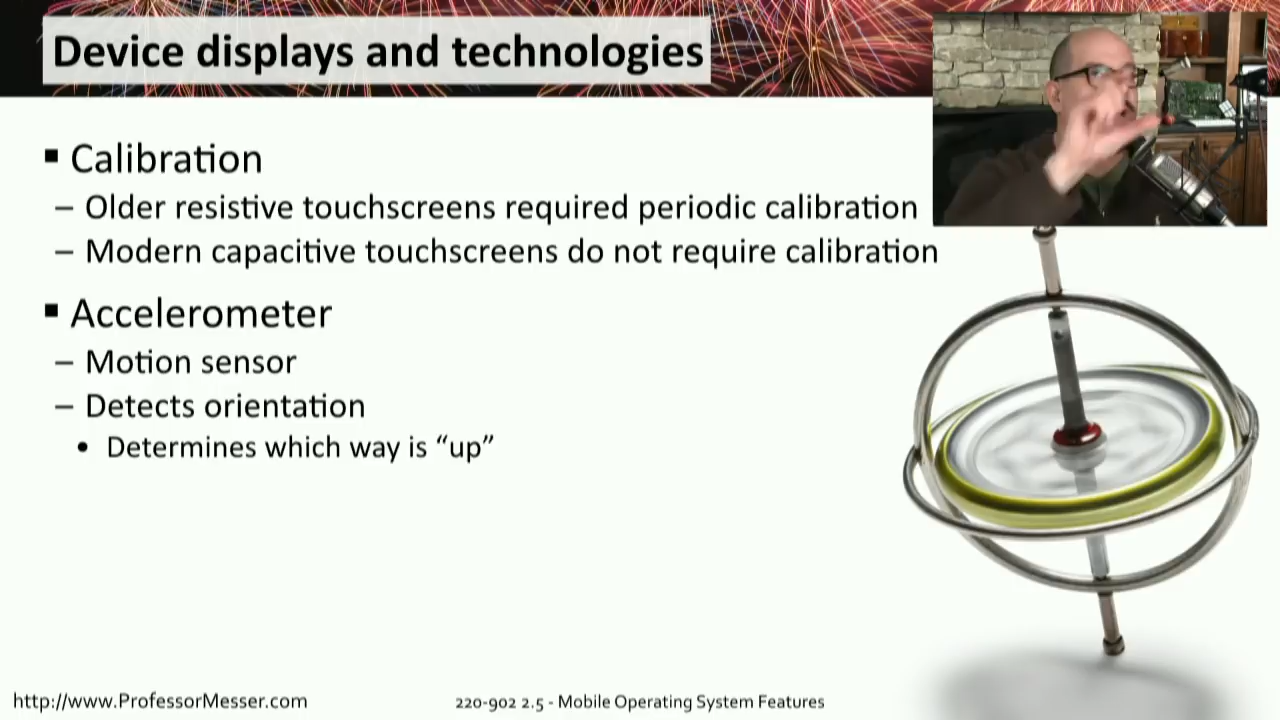 Device displays and technologies
▪ Calibration
– Older resistive touchscreens required periodic calibration
– Modern capacitive touchscreens do not require calibration
▪ Accelerometer
– Motion sensor
– Detects orientation
• Determines which way is “up”
http://www.ProfessorMesser.com
220-902 2.5 - Mobile Operating System Features